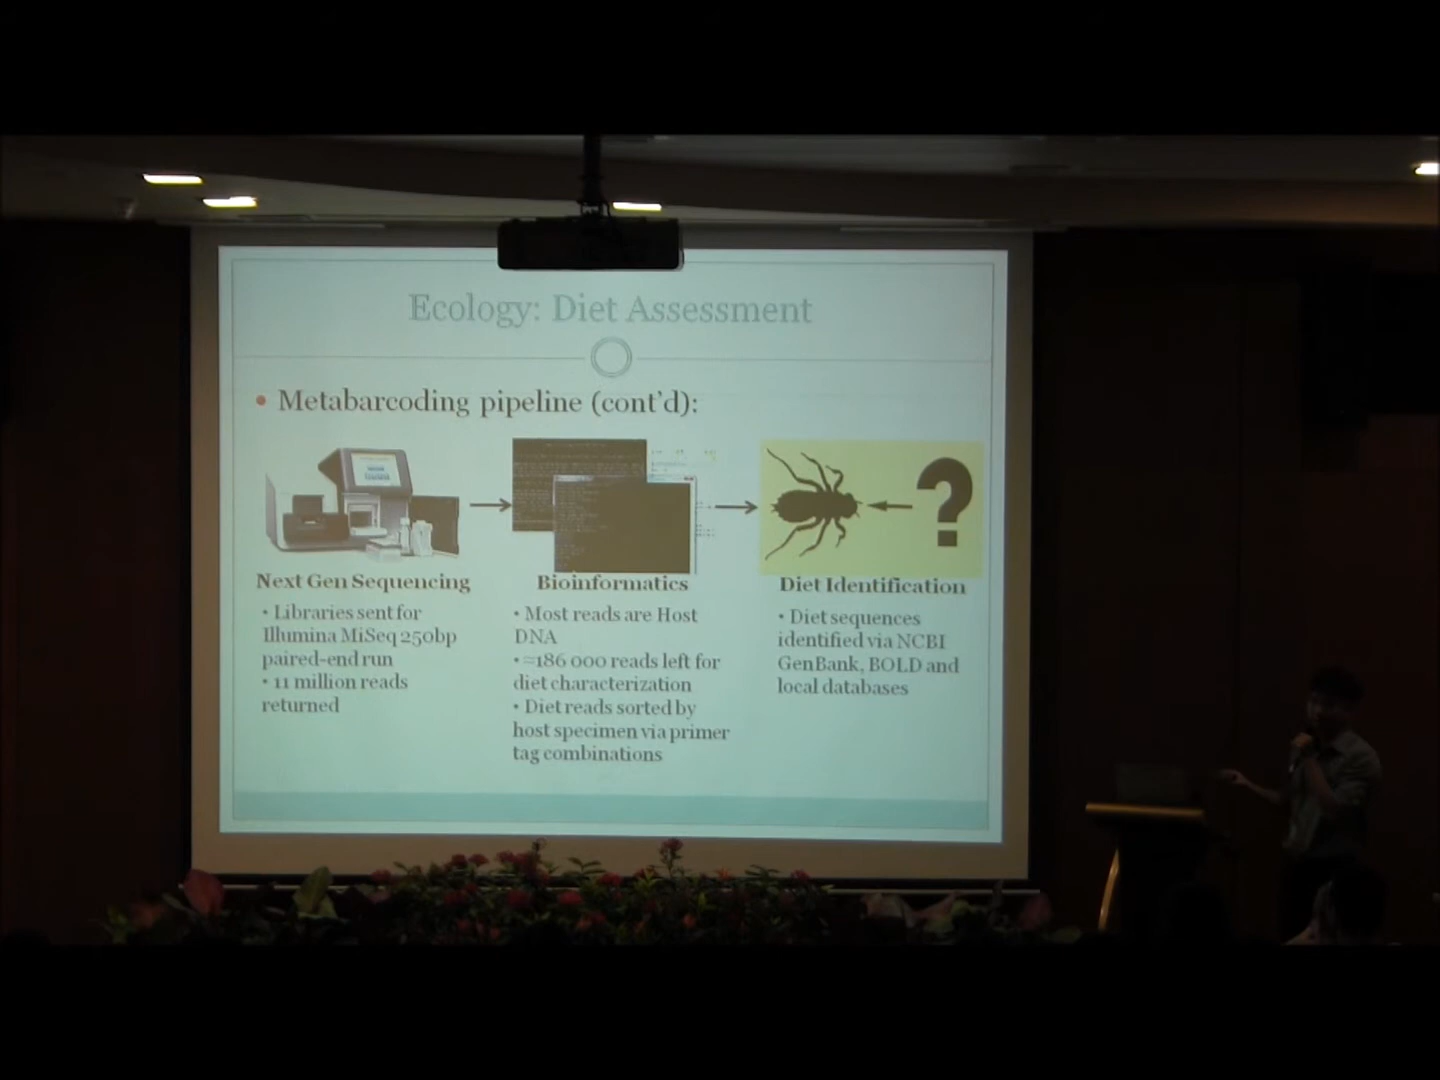 Ecology: Diet Assessment
• Metabarcoding pipeline (cont'd):
Next Gen Sequencing
• Libraries sent for
Illumina MiSeq 250bp
paired-end run
• 11 million reads
returned
Bioinformatics
• Most reads are Host
DNA
• ≈186 000 reads left for
diet characterization
• Diet reads sorted by
host specimen via primer
tag combinations
?
Diet Identification
• Diet sequences
identified via NCBI
GenBank, BOLD and
local databases